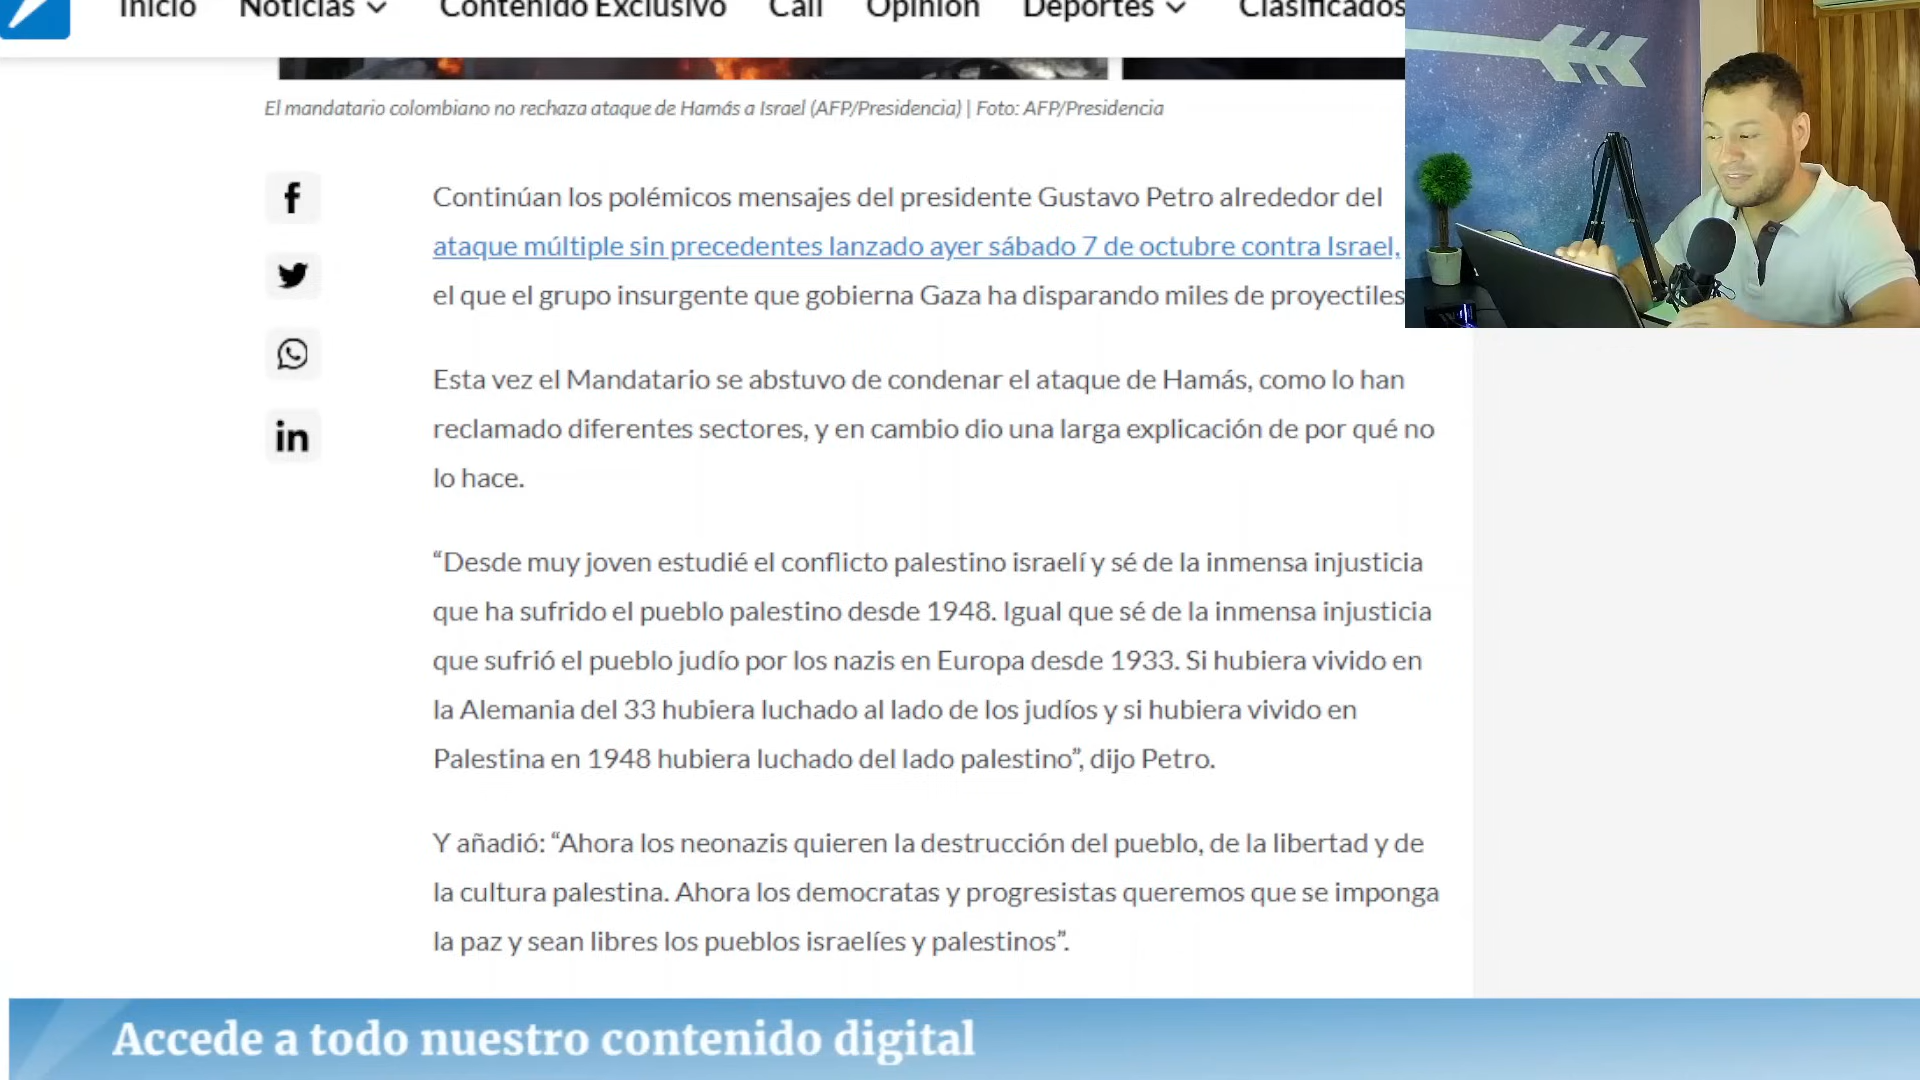 Inicio Noticias Contenido Exclusivo Cali Opinión Deportes Clasificados
El mandatario colombiano no rechaza ataque de Hamás a Israel (AFP/Presidencia) | Foto: AFP/Presidencia
Continúan los polémicos mensajes del presidente Gustavo Petro alrededor del
ataque múltiple sin precedentes lanzado ayer sábado 7 de octubre contra Israel,
el que el grupo insurgente que gobierna Gaza ha disparando miles de proyectiles
Esta vez el Mandatario se abstuvo de condenar el ataque de Hamás, como lo han
reclamado diferentes sectores, y en cambio dio una larga explicación de por qué no
lo hace.
“Desde muy joven estudié el conflicto palestino israelí y sé de la inmensa injusticia
que ha sufrido el pueblo palestino desde 1948. Igual que sé de la inmensa injusticia
que sufrió el pueblo judío por los nazis en Europa desde 1933. Si hubiera vivido en
la Alemania del 33 hubiera luchado al lado de los judíos y si hubiera vivido en
Palestina en 1948 hubiera luchado del lado palestino”, dijo Petro.
Y añadió: “Ahora los neonazis quieren la destrucción del pueblo, de la libertad y de
la cultura palestina. Ahora los democratas y progresistas queremos que se imponga
la paz y sean libres los pueblos israelíes y palestinos”.
Accede a todo nuestro contenido digital